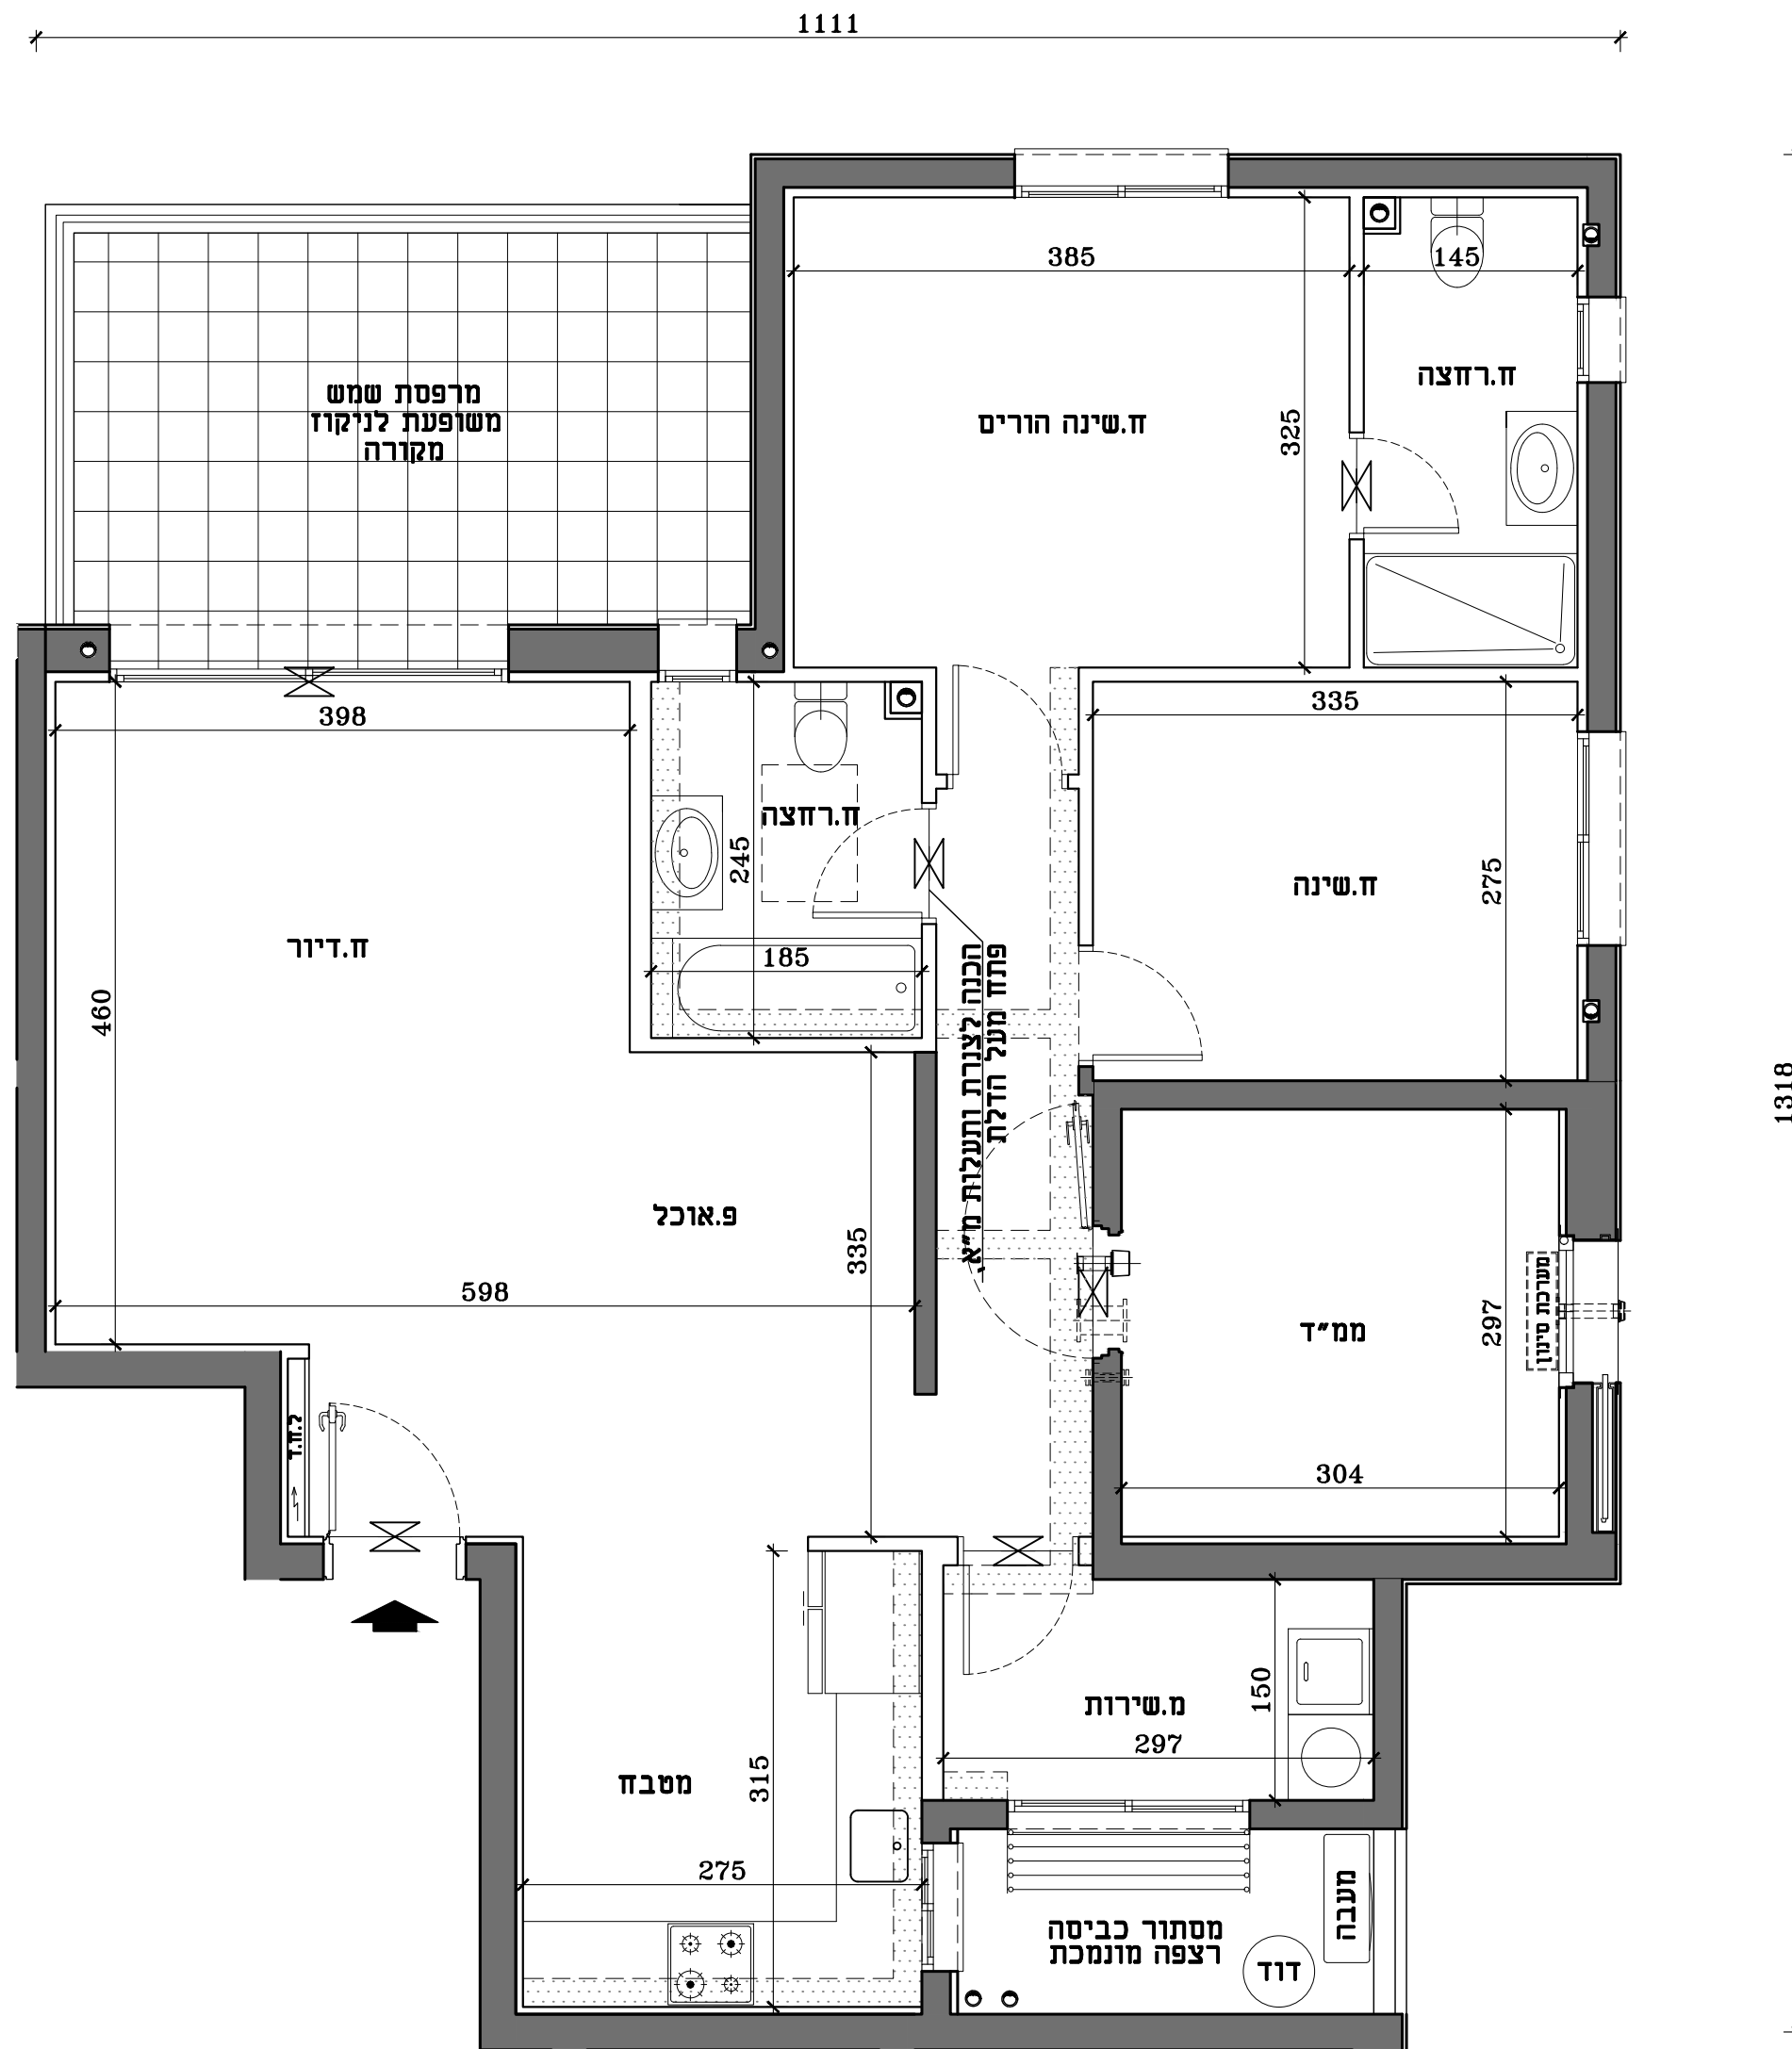 1111
385
145
מרפסת שמש
משופעת לניקוז
מקורה
ח.שינה הורים
325
ח.רחצה
398
335
ח.רחצה
245
185
ח.דיור
460
ח.שינה
275
הכנה לצנרת ותעלות מ״א,
פתח מעל הדלת
1318
פ.אוכל
335
598
ממ״ד
297
מערכת סינון
304
ל.ח.ד
מ.שירות
150
297
מטבח
315
275
מסתור כביסה
רצפה מונמכת
דוד
מעבה